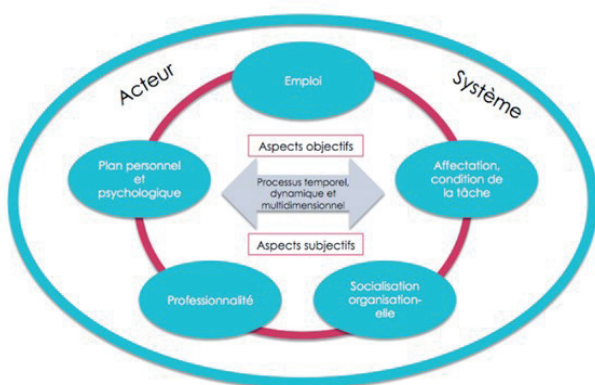 Acteur
Système
Emploi
Aspects objectifs
Plan personnel
et
psychologique
Processus temporel,
dynamique et
multidimensionnel
Affectation,
condition de
la tâche
Aspects subjectifs
Professionnalité
Socialisation
organisation-
elle